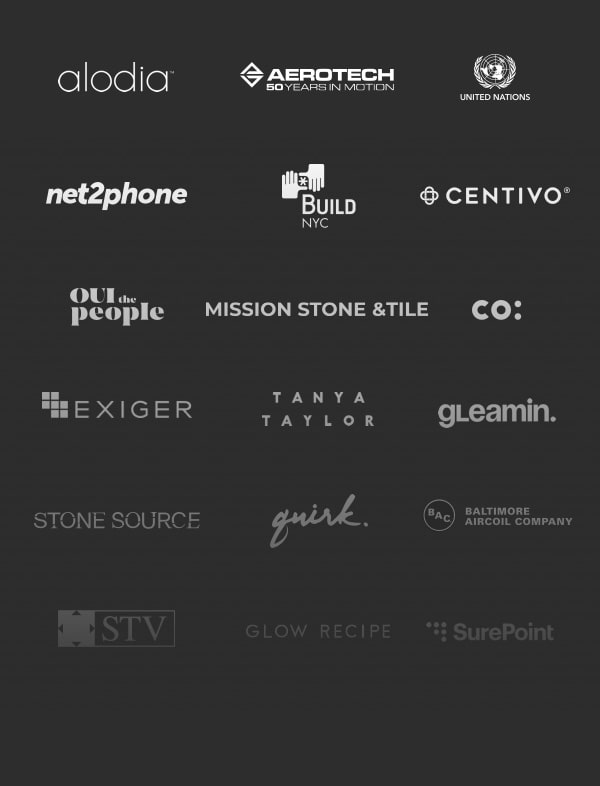 alodia™
AEROTECH
50 YEARS IN MOTION
UNITED NATIONS
net2phone
BUILD
NYC
CENTIVO®
OUI the
people
MISSION STONE &TILE
co:
EXIGER
TANYA
TAYLOR
gLeamin.
STONE SOURCE
quirk.
BAC
BALTIMORE
AIRCOIL COMPANY
STV
GLOW RECIPE
SurePoint